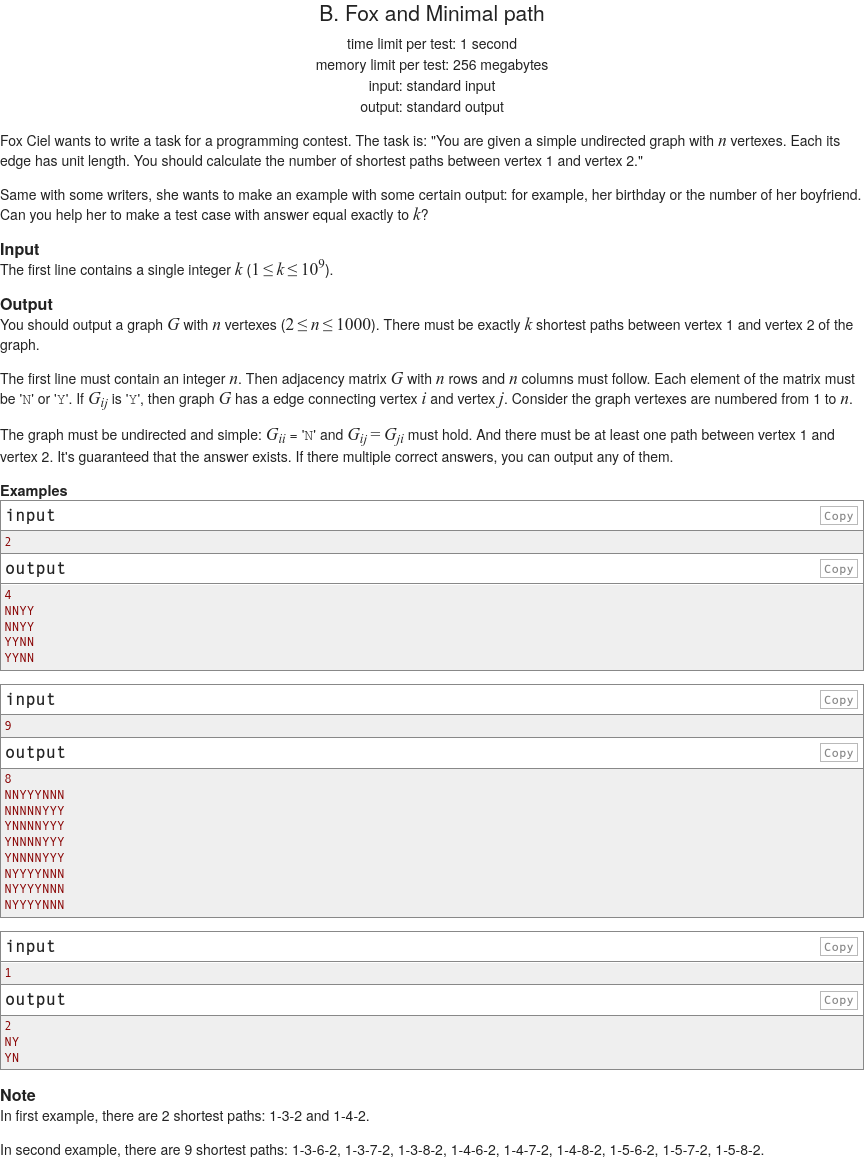 B. Fox and Minimal path
time limit per test: 1 second
memory limit per test: 256 megabytes
input: standard input
output: standard output
Fox Ciel wants to write a task for a programming contest. The task is: "You are given a simple undirected graph with n vertexes. Each its
edge has unit length. You should calculate the number of shortest paths between vertex 1 and vertex 2."
Same with some writers, she wants to make an example with some certain output: for example, her birthday or the number of her boyfriend.
Can you help her to make a test case with answer equal exactly to k?
Input
The first line contains a single integer k (1 ≤ k ≤ 10^9).
Output
You should output a graph G with n vertexes (2 ≤ n ≤ 1000). There must be exactly k shortest paths between vertex 1 and vertex 2 of the
graph.
The first line must contain an integer n. Then adjacency matrix G with n rows and n columns must follow. Each element of the matrix must
be 'N' or 'Y'. If G_ij is 'Y', then graph G has a edge connecting vertex i and vertex j. Consider the graph vertexes are numbered from 1 to n.
The graph must be undirected and simple: G_ii = 'N' and G_ij = G_ji must hold. And there must be at least one path between vertex 1 and
vertex 2. It's guaranteed that the answer exists. If there multiple correct answers, you can output any of them.
Examples
input Copy
2
output Copy
4
NNYY
NNYY
YYNN
YYNN
input Copy
9
output Copy
8
NNYYYNNN
NNNNNYYY
YNNNNYYY
YNNNNYYY
YNNNNYYY
NYYYYNNN
NYYYYNNN
NYYYYNNN
input Copy
1
output Copy
2
NY
YN
Note
In first example, there are 2 shortest paths: 1-3-2 and 1-4-2.
In second example, there are 9 shortest paths: 1-3-6-2, 1-3-7-2, 1-3-8-2, 1-4-6-2, 1-4-7-2, 1-4-8-2, 1-5-6-2, 1-5-7-2, 1-5-8-2.